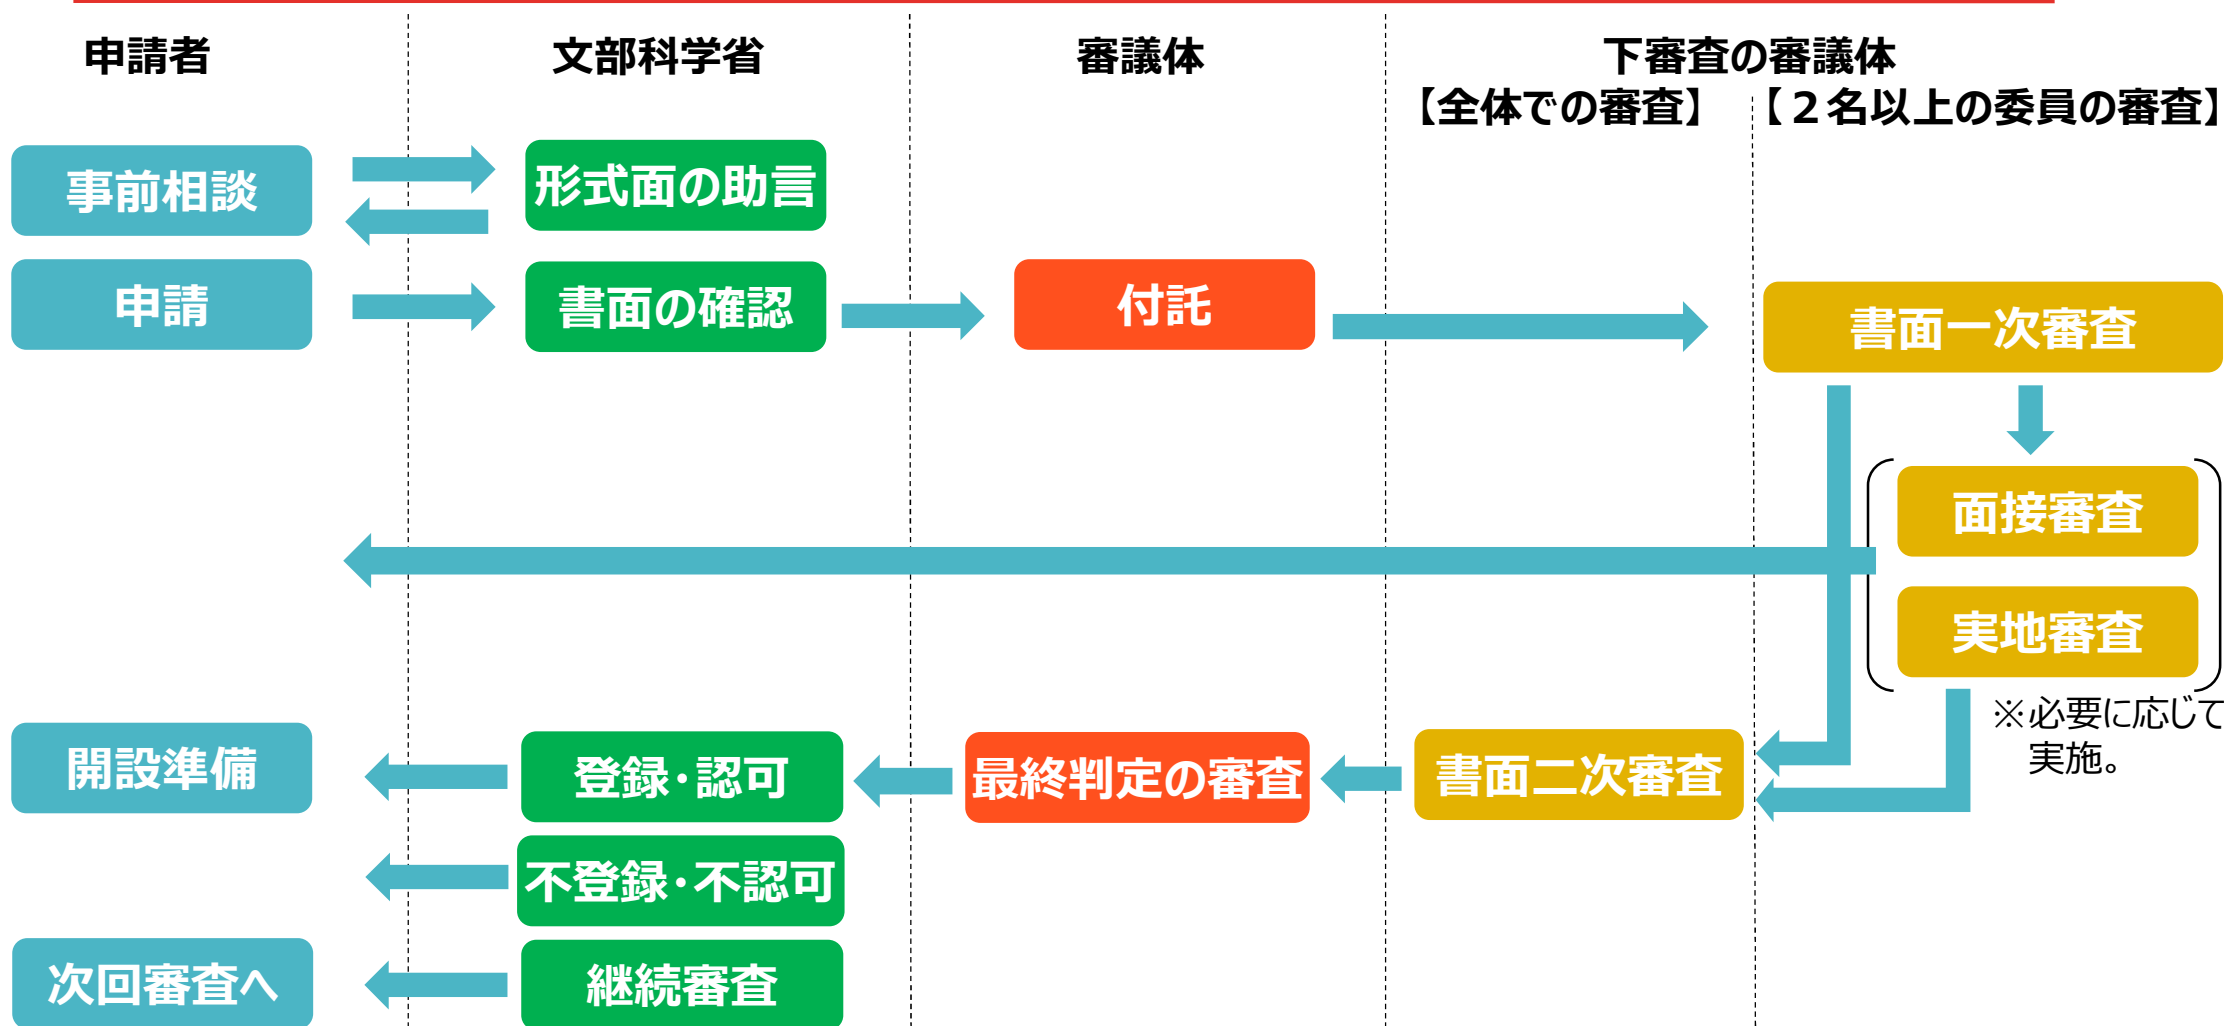 申請者
文部科学省
審議体
下審査の審議体
【全体での審査】
【２名以上の委員の審査】
事前相談
形式面の助言
申請
書面の確認
付託
書面一次審査
面接審査
実地審査
※必要に応じて
実施。
開設準備
登録・認可
最終判定の審査
書面二次審査
不登録・不認可
次回審査へ
継続審査